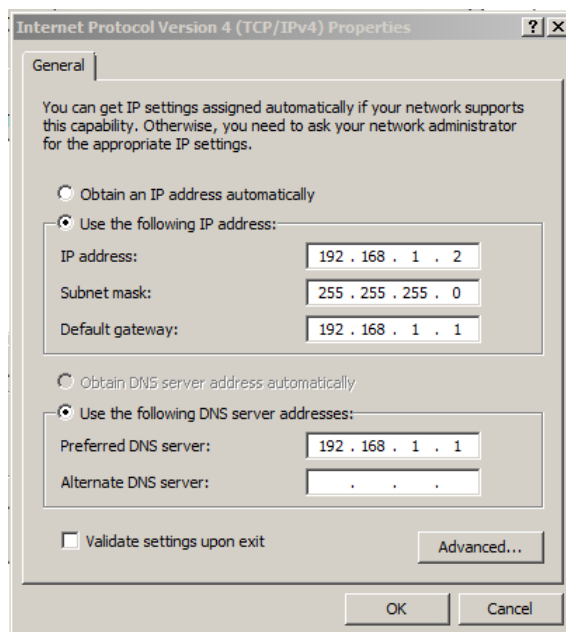 Internet Protocol Version 4 (TCP/IPv4) Properties
General
You can get IP settings assigned automatically if your network supports
this capability. Otherwise, you need to ask your network administrator
for the appropriate IP settings.
Obtain an IP address automatically
Use the following IP address:
IP address: 192 . 168 . 1 . 2
Subnet mask: 255 . 255 . 255 . 0
Default gateway: 192 . 168 . 1 . 1
Obtain DNS server address automatically
Use the following DNS server addresses:
Preferred DNS server: 192 . 168 . 1 . 1
Alternate DNS server: . . .
Validate settings upon exit
Advanced...
OK Cancel